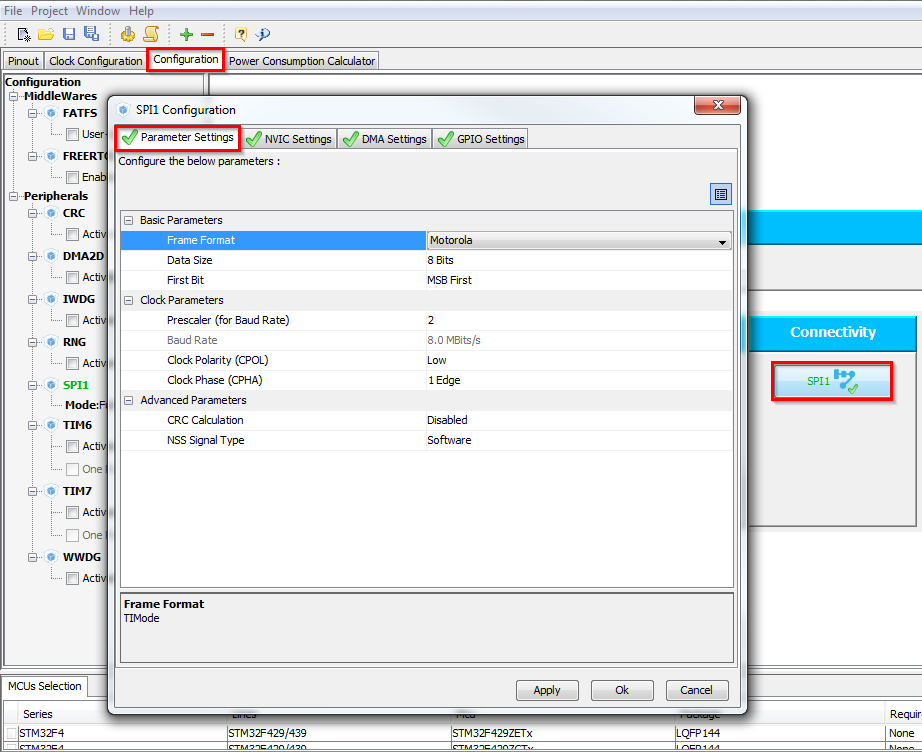 File Project Window Help
Pinout Clock Configuration Configuration Power Consumption Calculator
Configuration
MiddleWares
FATFS
User-
FREERTO
Enab
Peripherals
CRC
Activ
DMA2D
Activ
IWDG
Activ
RNG
Activ
SPI1
Mode:Fu
TIM6
Activ
One
TIM7
Activ
One
WWDG
Activ
SPI1 Configuration
Parameter Settings NVIC Settings DMA Settings GPIO Settings
Configure the below parameters :
Basic Parameters
Frame Format Motorola
Data Size 8 Bits
First Bit MSB First
Clock Parameters
Prescaler (for Baud Rate) 2
Baud Rate 8.0 MBits/s
Clock Polarity (CPOL) Low
Clock Phase (CPHA) 1 Edge
Advanced Parameters
CRC Calculation Disabled
NSS Signal Type Software
Frame Format
TIMode
Apply Ok Cancel
Connectivity
SPI1
MCUs Selection
Series Lines Mcu Package Requir
STM32F4 STM32F429/439 STM32F429ZETx LQFP144 None
STM32F4 STM32F429/439 STM32F429ZGTx LQFP144 None